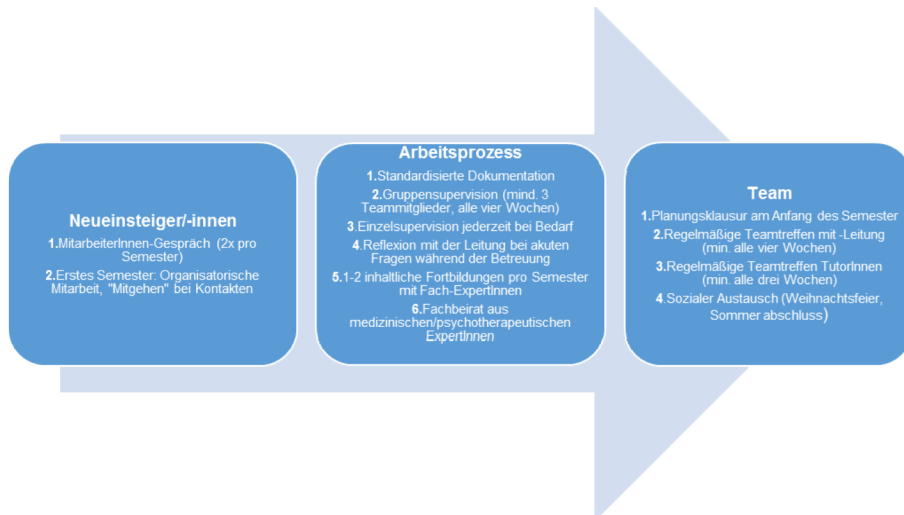 Neueinsteiger/-innen
1.MitarbeiterInnen-Gespräch (2x pro
Semester)
2.Erstes Semester: Organisatorische
Mitarbeit, "Mitgehen" bei Kontakten
Arbeitsprozess
1.Standardisierte Dokumentation
2.Gruppensupervision (mind. 3
Teammitglieder, alle vier Wochen)
3.Einzelsupervision jederzeit bei Bedarf
4.Reflexion mit der Leitung bei akuten
Fragen während der Betreuung
5.1-2 inhaltliche Fortbildungen pro Semester
mit Fach-ExpertInnen
6.Fachbeirat aus
medizinischen/psychotherapeutischen
ExpertInnen
Team
1.Planungsklausur am Anfang des Semester
2.Regelmäßige Teamtreffen mit -Leitung
(min. alle vier Wochen)
3.Regelmäßige Teamtreffen TutorInnen
(min. alle drei Wochen)
4.Sozialer Austausch (Weihnachtsfeier,
Sommer abschluss)